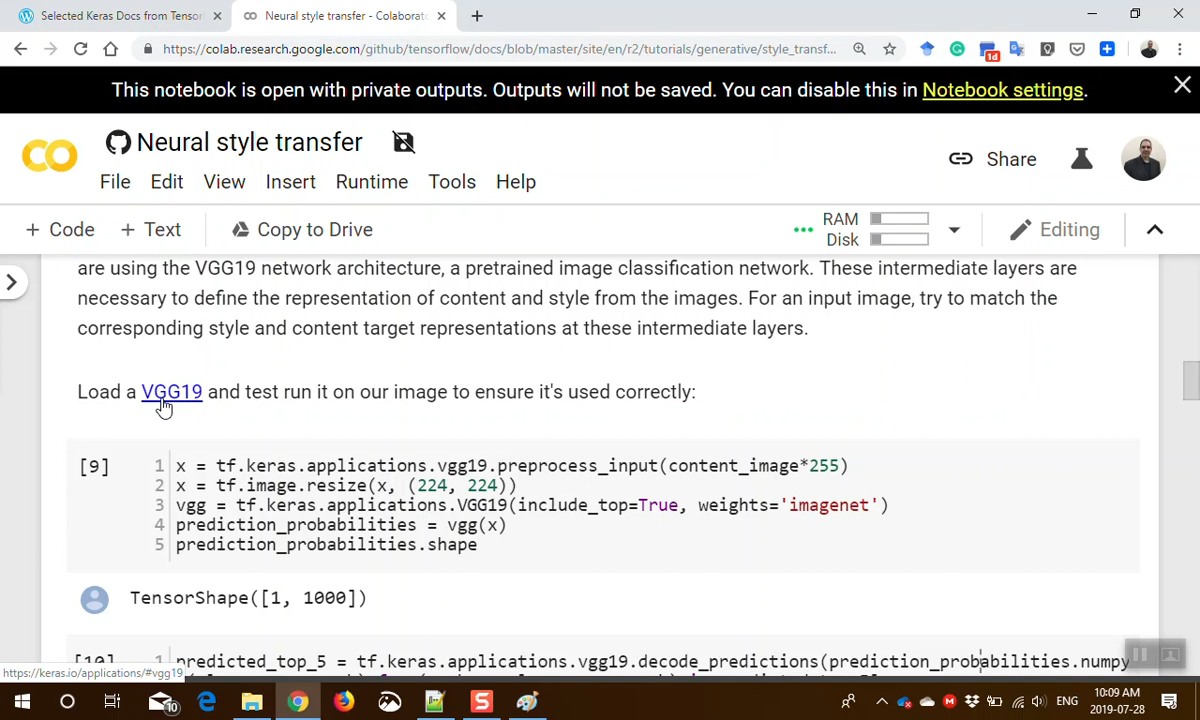 Selected Keras Docs from Tensor
Neural style transfer - Colaborat
https://colab.research.google.com/github/tensorflow/docs/blob/master/site/en/r2/tutorials/generative/style_transf...
1d
This notebook is open with private outputs. Outputs will not be saved. You can disable this in Notebook settings.
Neural style transfer
Share
File Edit View Insert Runtime Tools Help
+ Code + Text Copy to Drive
RAM
Disk
Editing
are using the VGG19 network architecture, a pretrained image classification network. These intermediate layers are
necessary to define the representation of content and style from the images. For an input image, try to match the
corresponding style and content target representations at these intermediate layers.
Load a VGG19 and test run it on our image to ensure it's used correctly:
[9]
1 x = tf.keras.applications.vgg19.preprocess_input(content_image*255)
2 x = tf.image.resize(x, (224, 224))
3 vgg = tf.keras.applications.VGG19(include_top=True, weights='imagenet')
4 prediction_probabilities = vgg(x)
5 prediction_probabilities.shape
TensorShape([1, 1000])
[10] 1 predicted_top_5 = tf.keras.applications.vgg19.decode_predictions(prediction_probabilities.numpy
https://keras.io/applications/#vgg19
10
ENG
10:09 AM
2019-07-28